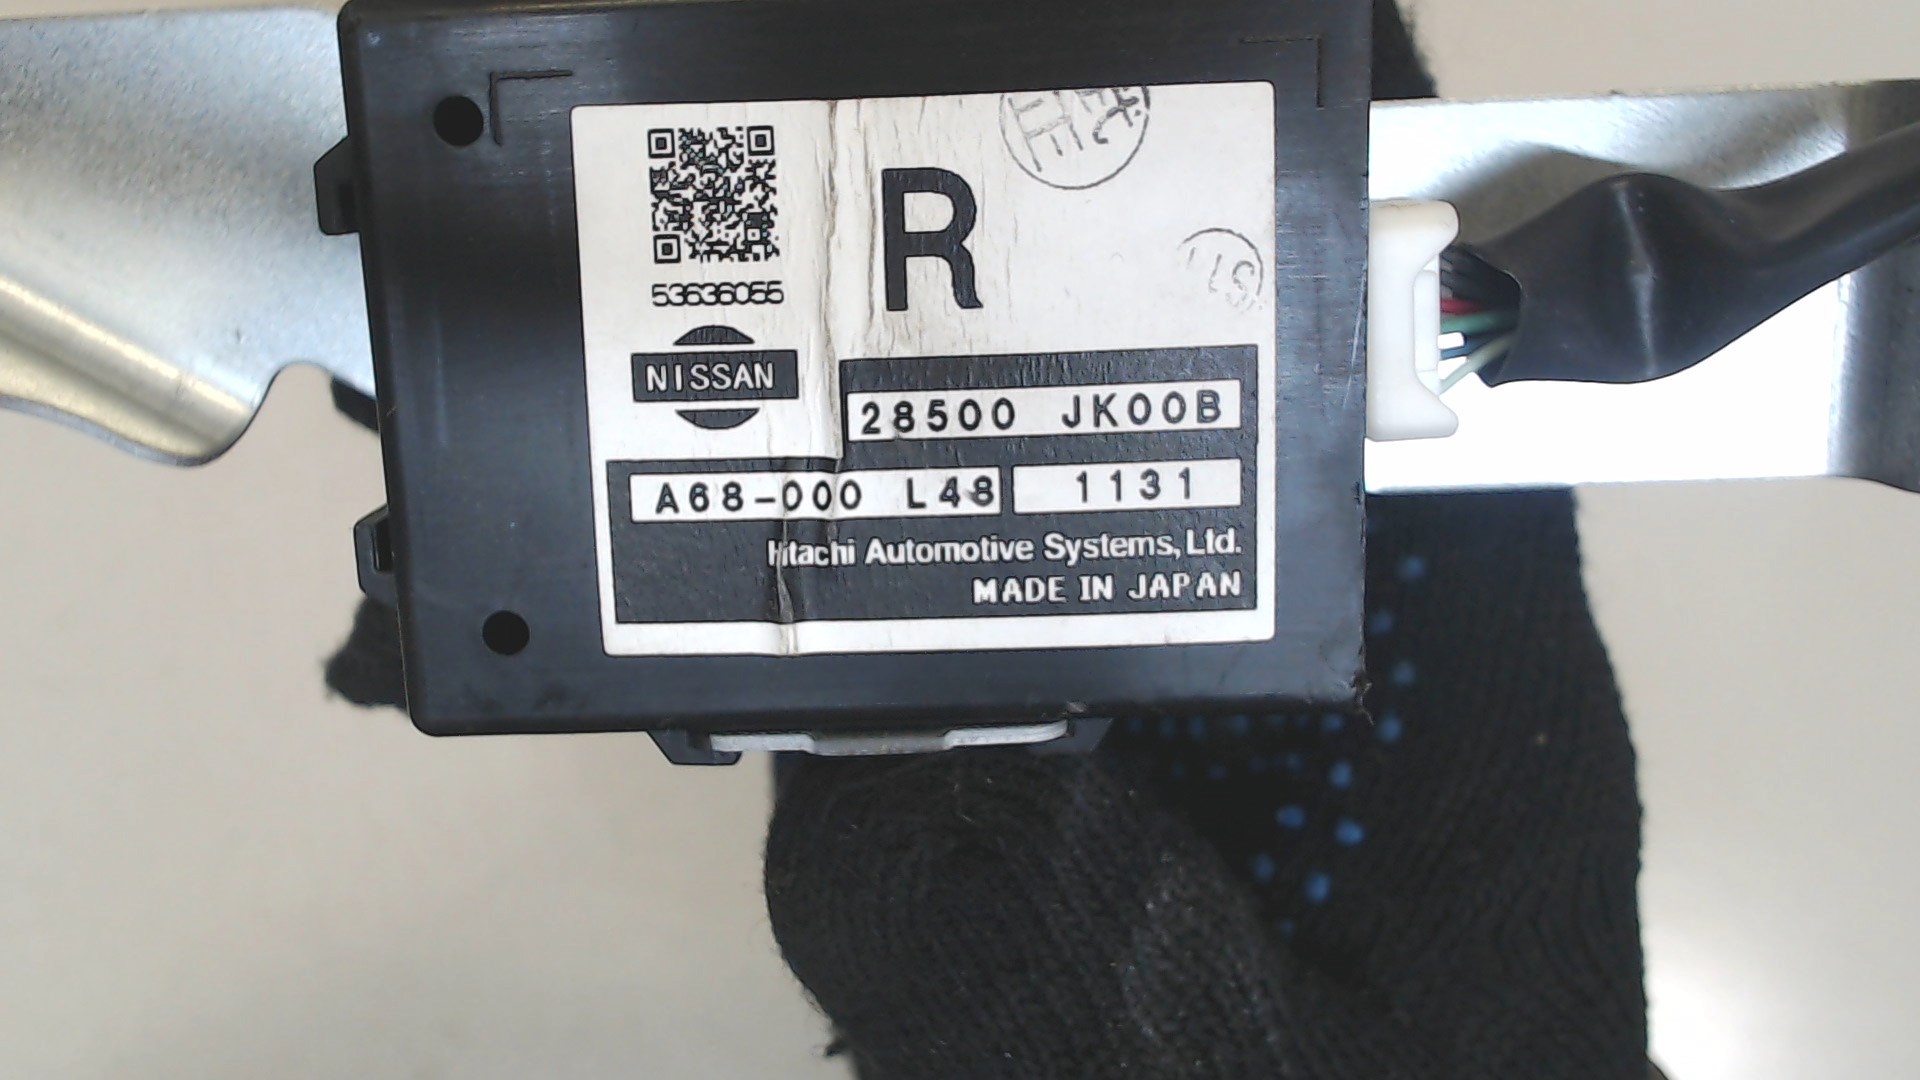 R
53636055
NISSAN
28500 JK00B
A68-000 L48 1131
Hitachi Automotive Systems, Ltd.
MADE IN JAPAN